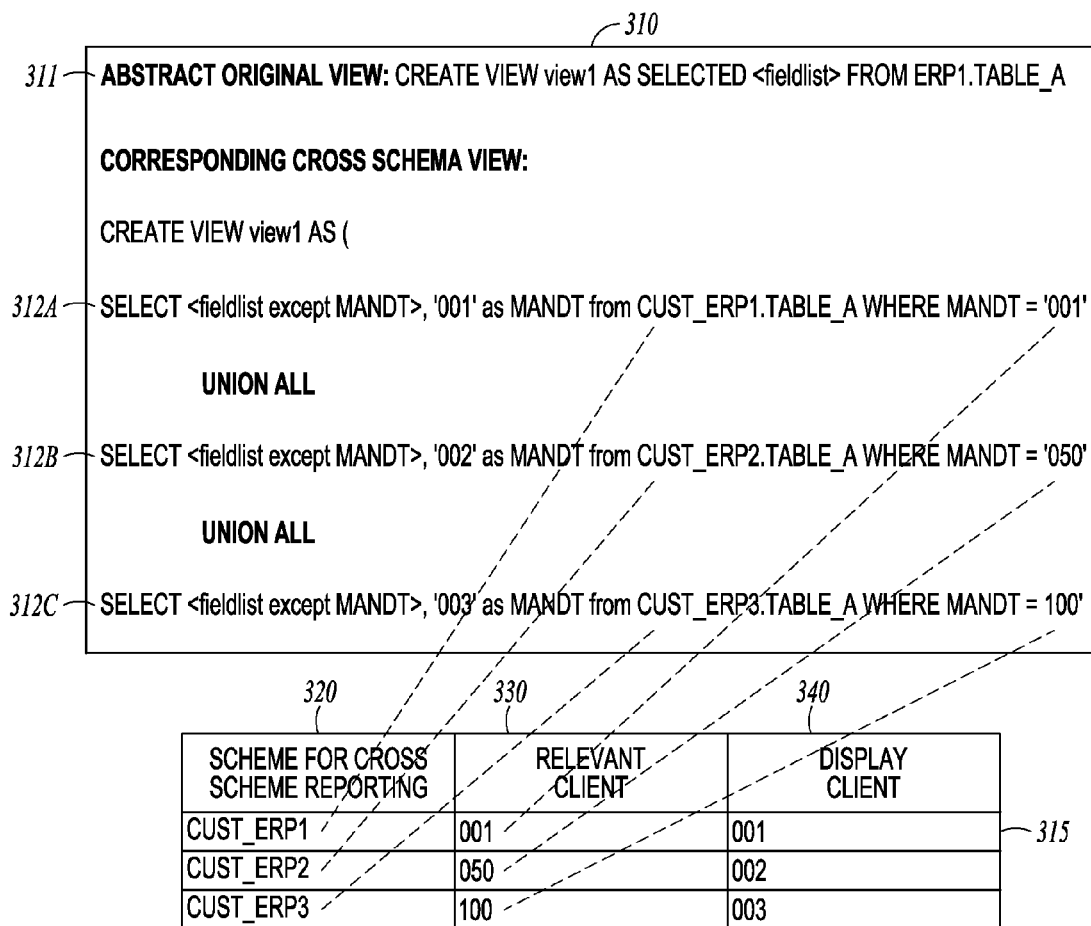 310
311 ABSTRACT ORIGINAL VIEW: CREATE VIEW view1 AS SELECTED <fieldlist> FROM ERP1.TABLE_A
CORRESPONDING CROSS SCHEMA VIEW:
CREATE VIEW view1 AS (
312A SELECT <fieldlist except MANDT>, '001' as MANDT from CUST_ERP1.TABLE_A WHERE MANDT = '001'
UNION ALL
312B SELECT <fieldlist except MANDT>, '002' as MANDT from CUST_ERP2.TABLE_A WHERE MANDT = '050'
UNION ALL
312C SELECT <fieldlist except MANDT>, '003' as MANDT from CUST_ERP3.TABLE_A WHERE MANDT = 100'
320 330 340
SCHEME FOR CROSS RELEVANT DISPLAY
SCHEME REPORTING CLIENT CLIENT
CUST_ERP1 001 001 315
CUST_ERP2 050 002
CUST_ERP3 100 003